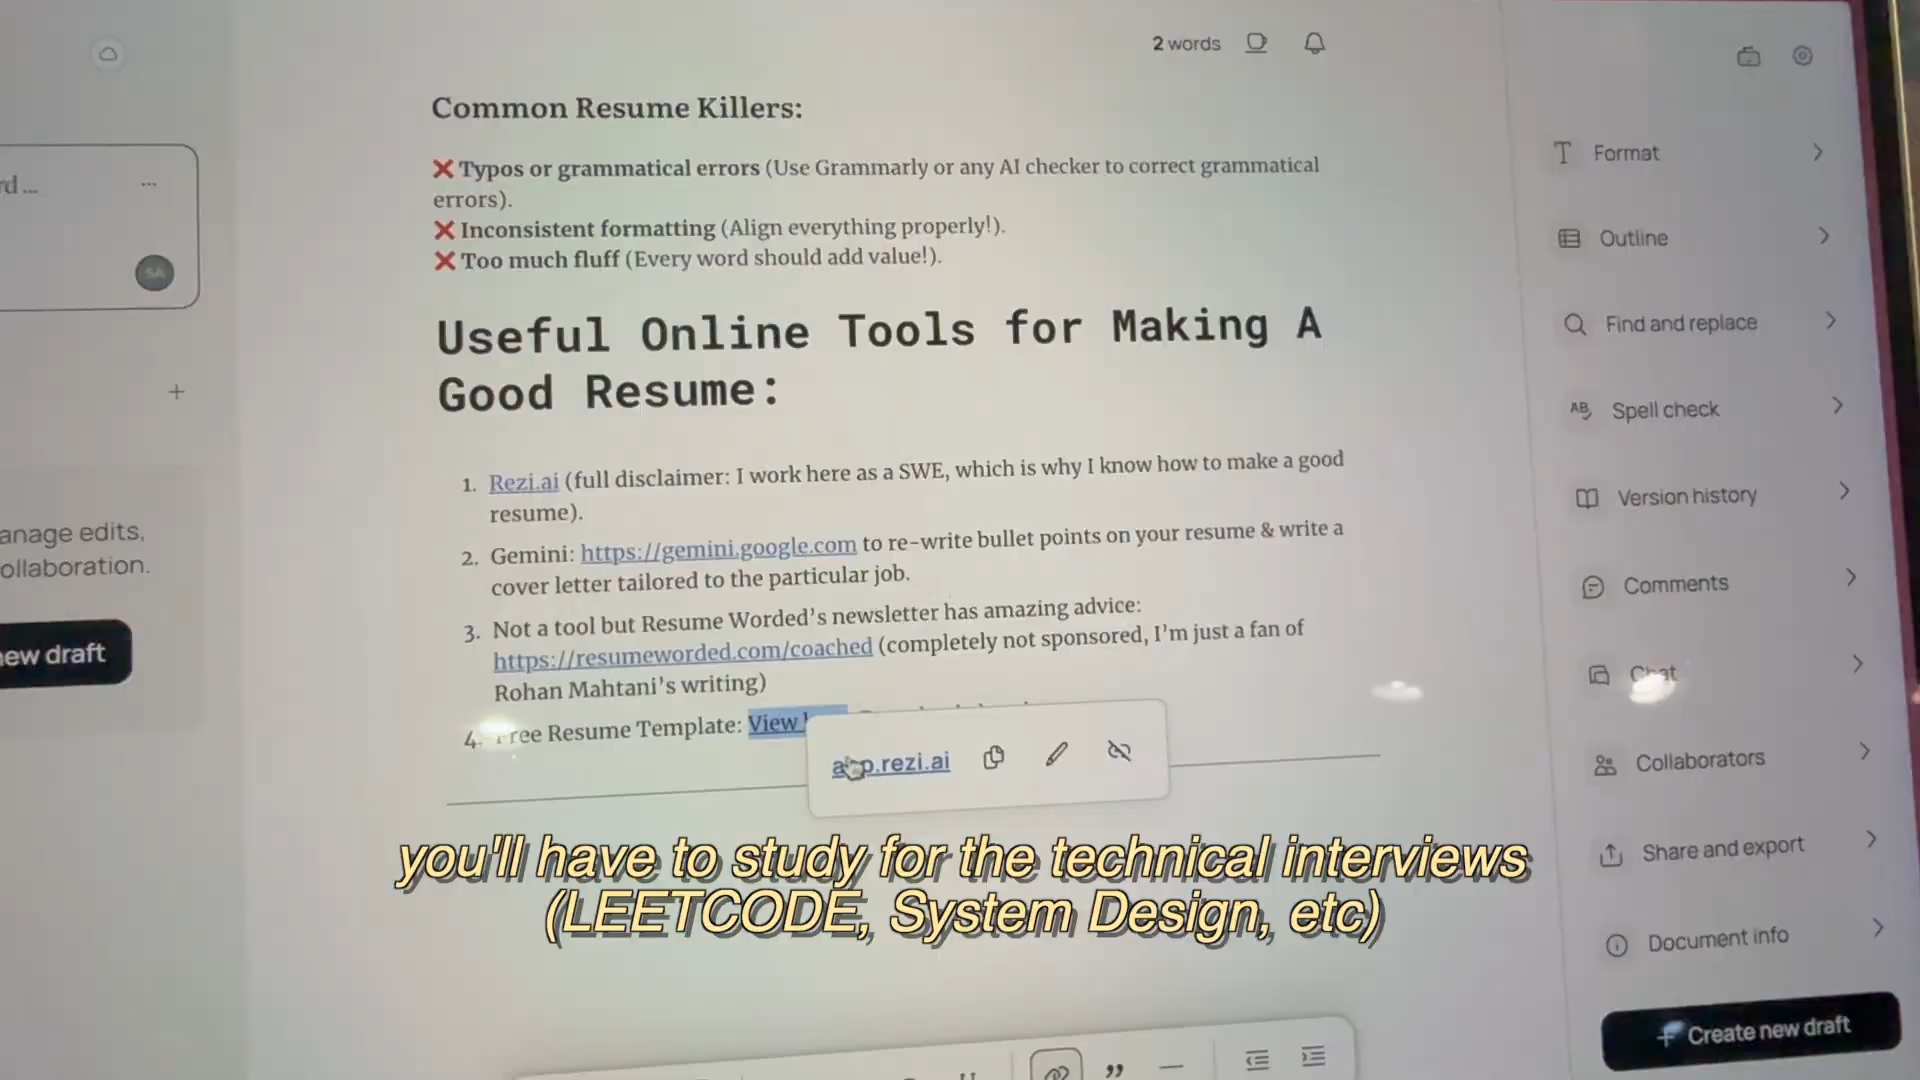 2 words
Common Resume Killers:
❌ Typos or grammatical errors (Use Grammarly or any AI checker to correct grammatical
errors).
❌ Inconsistent formatting (Align everything properly!).
❌ Too much fluff (Every word should add value!).
Useful Online Tools for Making A
Good Resume:
1. Rezi.ai (full disclaimer: I work here as a SWE, which is why I know how to make a good
resume).
2. Gemini: https://gemini.google.com to re-write bullet points on your resume & write a
cover letter tailored to the particular job.
3. Not a tool but Resume Worded's newsletter has amazing advice:
https://resumeworded.com/coached (completely not sponsored, I'm just a fan of
Rohan Mahtani's writing)
4. Free Resume Template: View
app.rezi.ai
rd ...
SA
anage edits,
ollaboration.
ew draft
Format
Outline
Find and replace
AB Spell check
Version history
Comments
Chat
Collaborators
Share and export
Document info
+ Create new draft
you'll have to study for the technical interviews
(LEETCODE, System Design, etc)